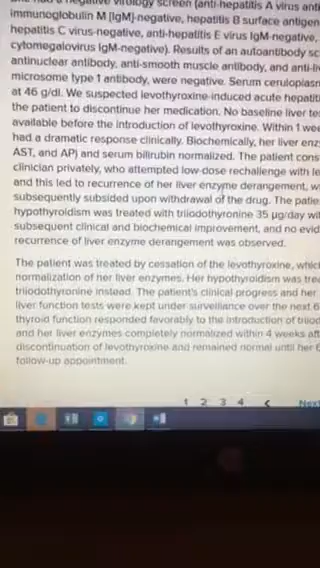 negative virology screen (anti-hepatitis A virus anti
immunoglobulin M [IgM]-negative, hepatitis B surface antigen
hepatitis C virus-negative, anti-hepatitis E virus IgM-negative,
cytomegalovirus IgM-negative). Results of an autoantibody sc
antinuclear antibody, anti-smooth muscle antibody, and anti-liv
microsome type 1 antibody, were negative. Serum ceruloplasm
at 46 g/dl. We suspected levothyroxine-induced acute hepatiti
the patient to discontinue her medication. No baseline liver te
available before the introduction of levothyroxine. Within 1 wee
had a dramatic response clinically. Biochemically, her liver enz
AST, and AP) and serum bilirubin normalized. The patient cons
clinician privately, who attempted low-dose rechallenge with le
and this led to recurrence of her liver enzyme derangement, w
subsequently subsided upon withdrawal of the drug. The patie
hypothyroidism was treated with triiodothyronine 35 µg/day wi
subsequent clinical and biochemical improvement, and no evid
recurrence of liver enzyme derangement was observed.
The patient was treated by cessation of the levothyroxine, whic
normalization of her liver enzymes. Her hypothyroidism was trea
triiodothyronine instead. The patient's clinical progress and her
liver function tests were kept under surveillance over the next 6
thyroid function responded favorably to the introduction of triiod
and her liver enzymes completely normalized within 4 weeks aft
discontinuation of levothyroxine and remained normal until her 6
follow-up appointment.
1 2 3 4 < Next